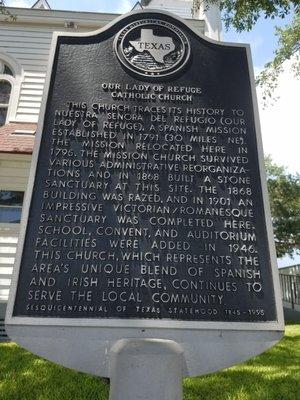 TEXAS
OUR LADY OF REFUGE
CATHOLIC CHURCH
THIS CHURCH TRACES ITS HISTORY TO
NUESTRA SENORA DEL REFUGIO (OUR
LADY OF REFUGE), A SPANISH MISSION
ESTABLISHED IN 1791 (30 MILES NE).
THE MISSION RELOCATED HERE IN
1795. THE MISSION CHURCH SURVIVED
VARIOUS ADMINISTRATIVE REORGANIZA-
TIONS AND IN 1868 BUILT A STONE
SANCTUARY AT THIS SITE. THE 1868
BUILDING WAS RAZED, AND IN 1901 AN
IMPRESSIVE VICTORIAN/ROMANESQUE
SANCTUARY WAS COMPLETED HERE.
SCHOOL, CONVENT, AND AUDITORIUM
FACILITIES WERE ADDED IN 1946.
THIS CHURCH, WHICH REPRESENTS THE
AREA'S UNIQUE BLEND OF SPANISH
AND IRISH HERITAGE, CONTINUES TO
SERVE THE LOCAL COMMUNITY.
SESQUICENTENNIAL OF TEXAS STATEHOOD 1845-1995